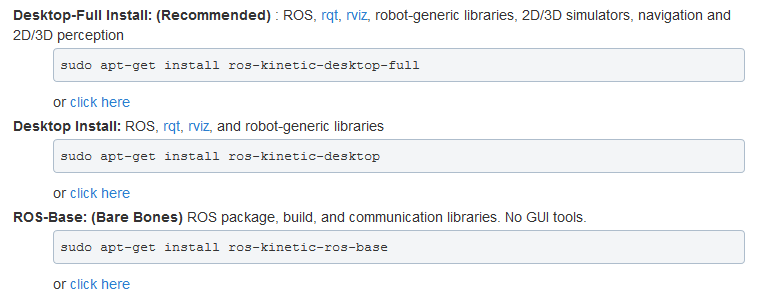 Desktop-Full Install: (Recommended) : ROS, rqt, rviz, robot-generic libraries, 2D/3D simulators, navigation and
2D/3D perception
sudo apt-get install ros-kinetic-desktop-full
or click here
Desktop Install: ROS, rqt, rviz, and robot-generic libraries
sudo apt-get install ros-kinetic-desktop
or click here
ROS-Base: (Bare Bones) ROS package, build, and communication libraries. No GUI tools.
sudo apt-get install ros-kinetic-ros-base
or click here